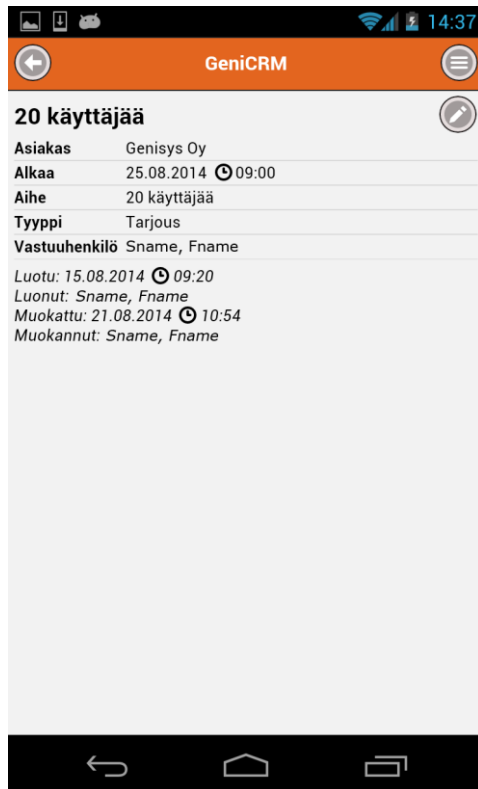 14:37
GeniCRM
20 käyttäjää
Asiakas Genisys Oy
Alkaa 25.08.2014 09:00
Aihe 20 käyttäjää
Tyyppi Tarjous
Vastuuhenkilö Sname, Fname
Luotu: 15.08.2014 09:20
Luonut: Sname, Fname
Muokattu: 21.08.2014 10:54
Muokannut: Sname, Fname